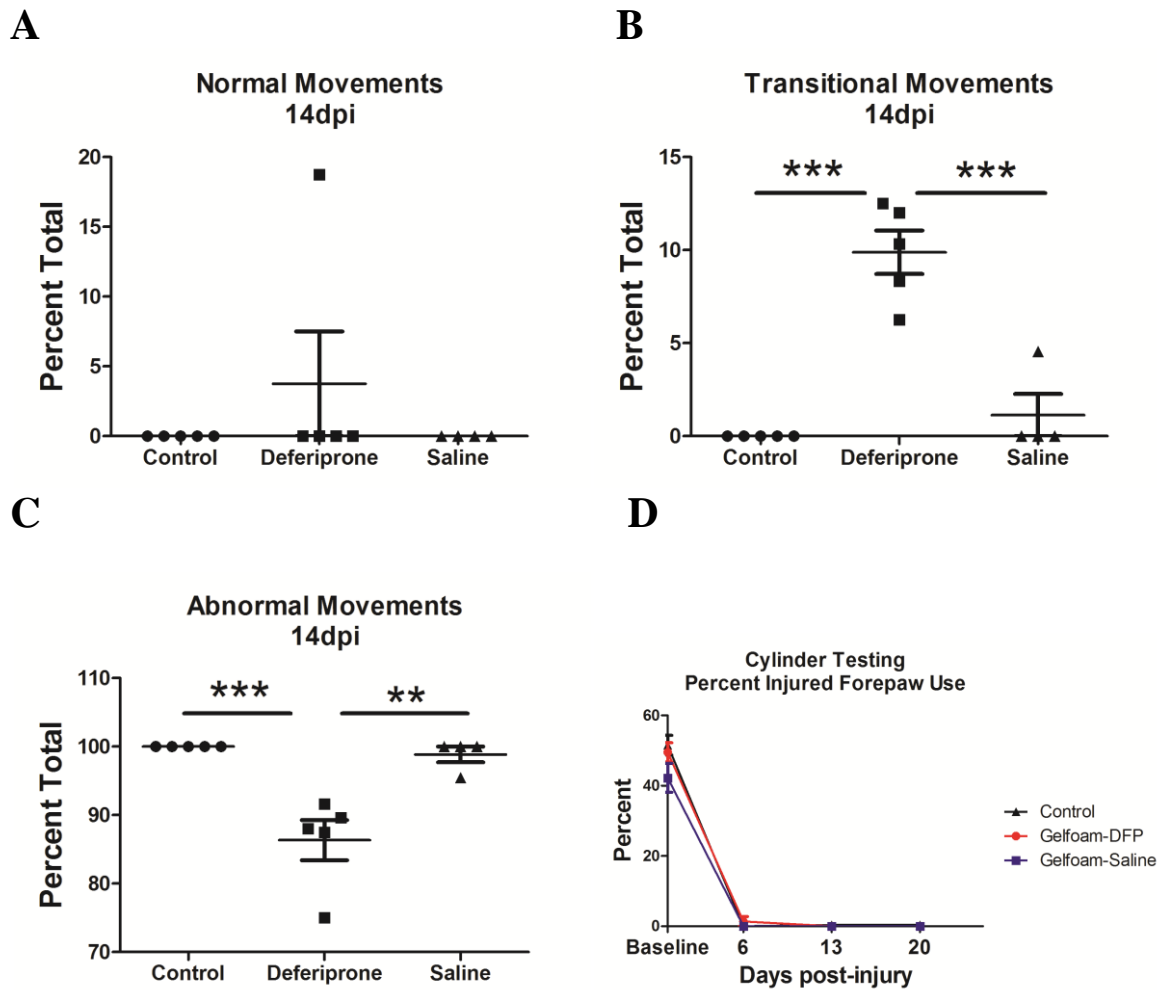 A
Normal Movements
14dpi
Percent Total
20
15
10
5
0
Control Deferiprone Saline
B
Transitional Movements
14dpi
Percent Total
15
10
5
0
*** ***
Control Deferiprone Saline
C
Abnormal Movements
14dpi
Percent Total
110
100
90
80
70
*** **
Control Deferiprone Saline
D
Cylinder Testing
Percent Injured Forepaw Use
Percent
60
40
20
0
Baseline 6 13 20
Days post-injury
Control
Gelfoam-DFP
Gelfoam-Saline